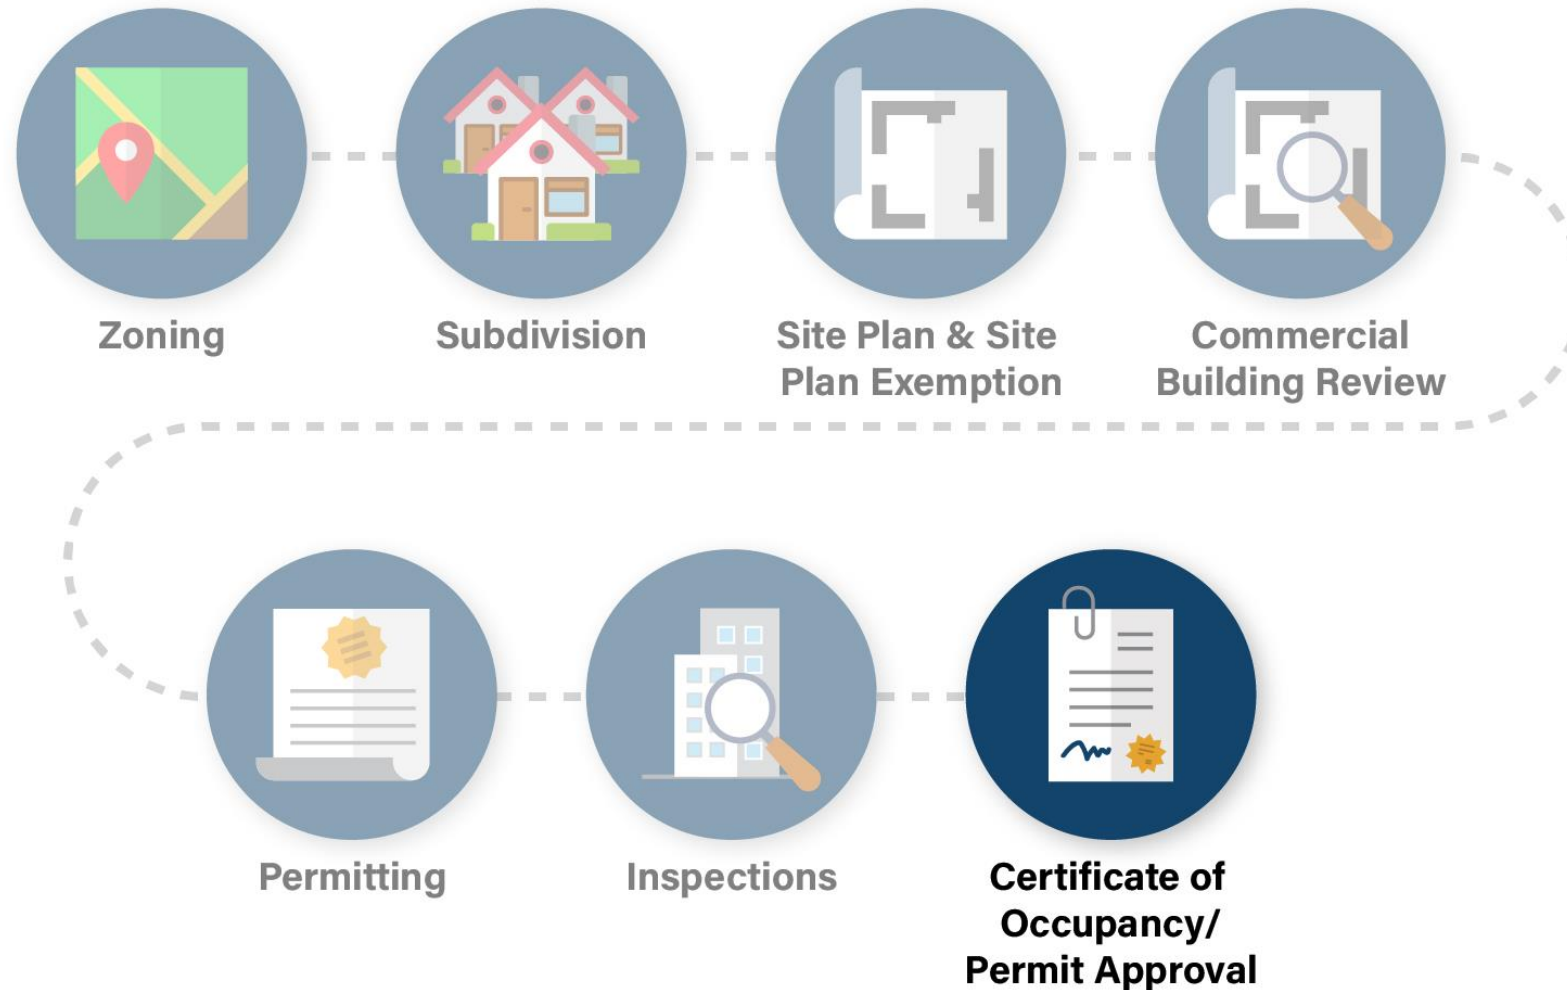 Zoning
Subdivision
Site Plan & Site
Plan Exemption
Commercial
Building Review
Permitting
Inspections
Certificate of
Occupancy/
Permit Approval